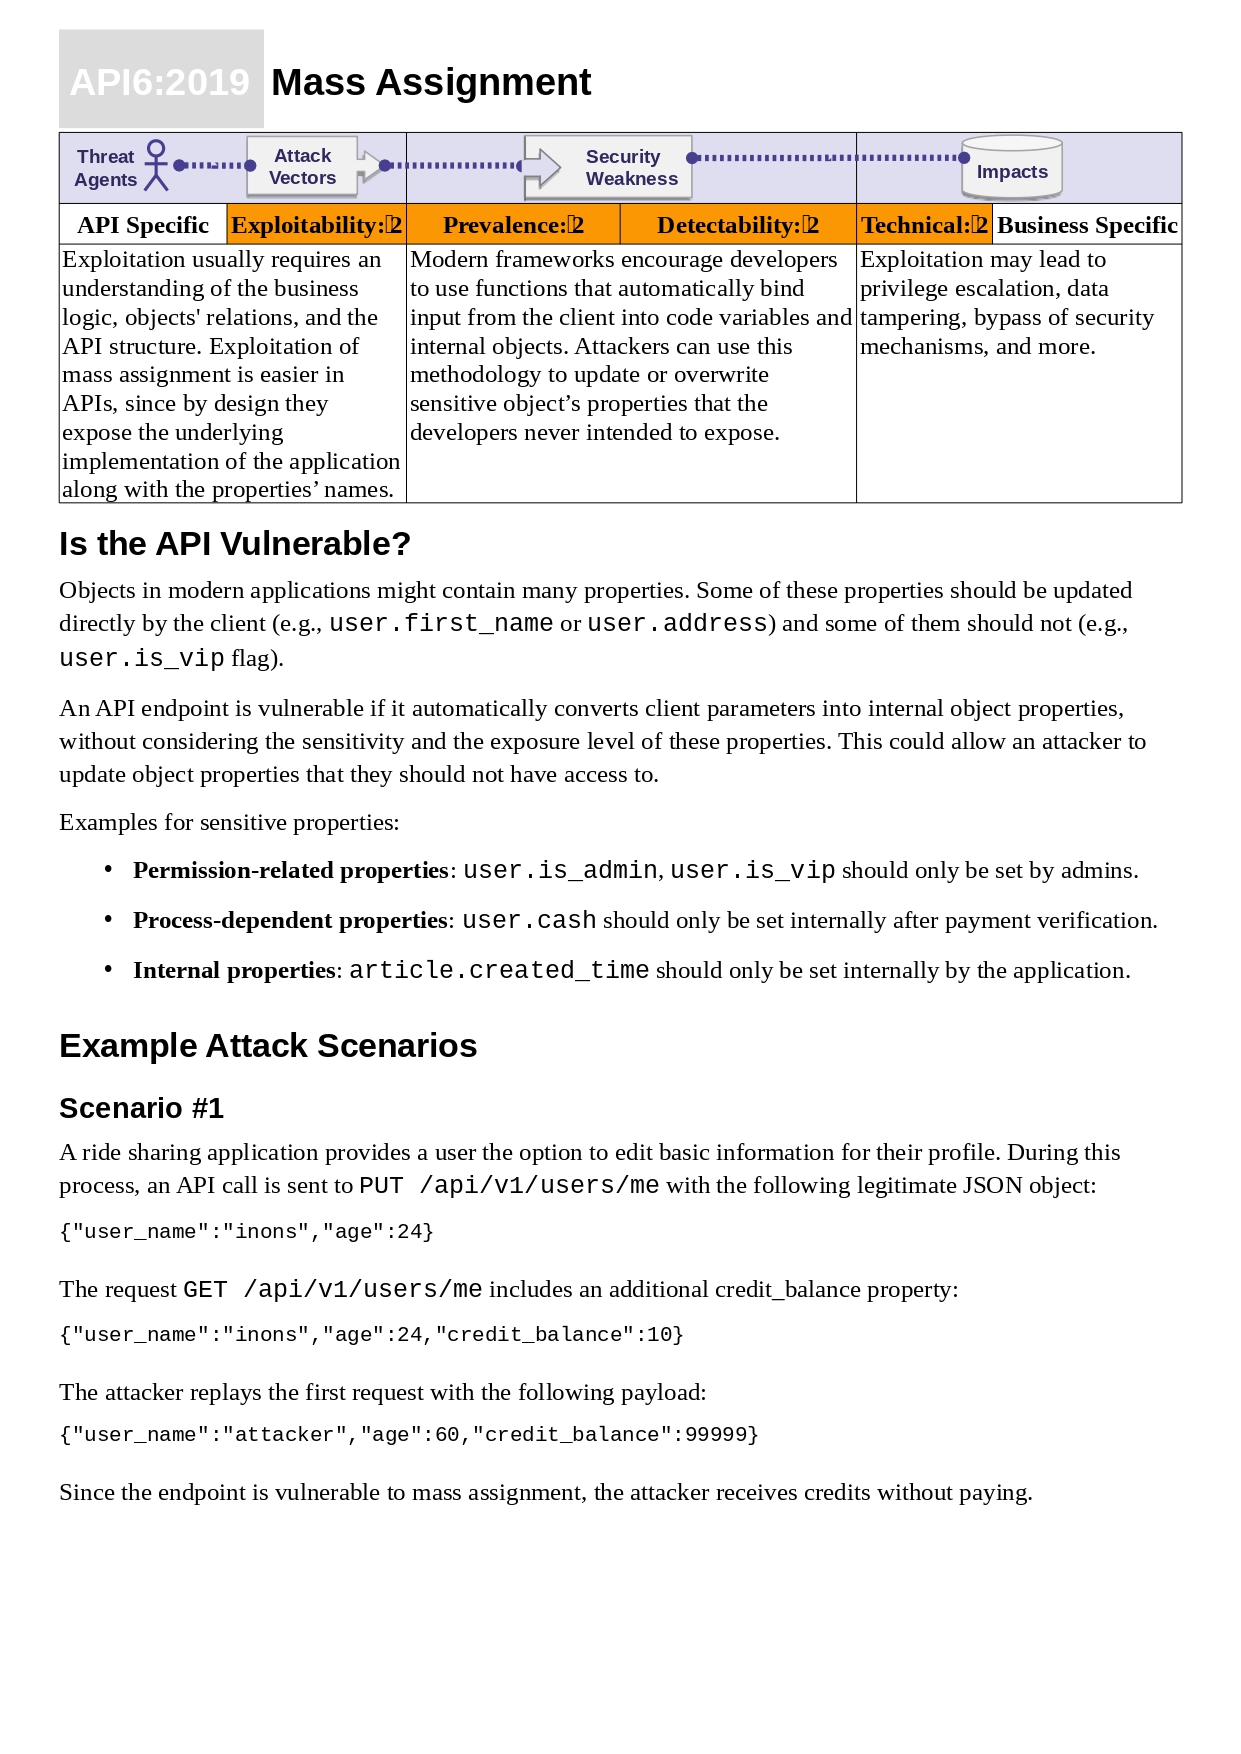 API6:2019 Mass Assignment
Threat Agents
Attack Vectors
Security Weakness
Impacts
API Specific Exploitability: 2 Prevalence: 2 Detectability: 2 Technical: 2 Business Specific
Exploitation usually requires an
understanding of the business
logic, objects' relations, and the
API structure. Exploitation of
mass assignment is easier in
APIs, since by design they
expose the underlying
implementation of the application
along with the properties’ names.
Modern frameworks encourage developers
to use functions that automatically bind
input from the client into code variables and
internal objects. Attackers can use this
methodology to update or overwrite
sensitive object’s properties that the
developers never intended to expose.
Exploitation may lead to
privilege escalation, data
tampering, bypass of security
mechanisms, and more.
Is the API Vulnerable?
Objects in modern applications might contain many properties. Some of these properties should be updated
directly by the client (e.g., user.first_name or user.address) and some of them should not (e.g.,
user.is_vip flag).
An API endpoint is vulnerable if it automatically converts client parameters into internal object properties,
without considering the sensitivity and the exposure level of these properties. This could allow an attacker to
update object properties that they should not have access to.
Examples for sensitive properties:
• Permission-related properties: user.is_admin, user.is_vip should only be set by admins.
• Process-dependent properties: user.cash should only be set internally after payment verification.
• Internal properties: article.created_time should only be set internally by the application.
Example Attack Scenarios
Scenario #1
A ride sharing application provides a user the option to edit basic information for their profile. During this
process, an API call is sent to PUT /api/v1/users/me with the following legitimate JSON object:
{"user_name":"inons","age":24}
The request GET /api/v1/users/me includes an additional credit_balance property:
{"user_name":"inons","age":24,"credit_balance":10}
The attacker replays the first request with the following payload:
{"user_name":"attacker","age":60,"credit_balance":99999}
Since the endpoint is vulnerable to mass assignment, the attacker receives credits without paying.